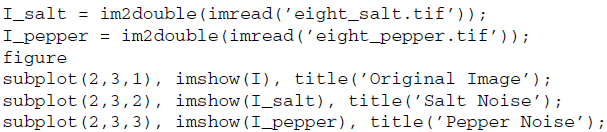 I_salt = im2double(imread(’eight_salt.tif’));
I_pepper = im2double(imread(’eight_pepper.tif’));
figure
subplot(2,3,1), imshow(I), title(’Original Image’);
subplot(2,3,2), imshow(I_salt), title(’Salt Noise’);
subplot(2,3,3), imshow(I_pepper), title(’Pepper Noise’);